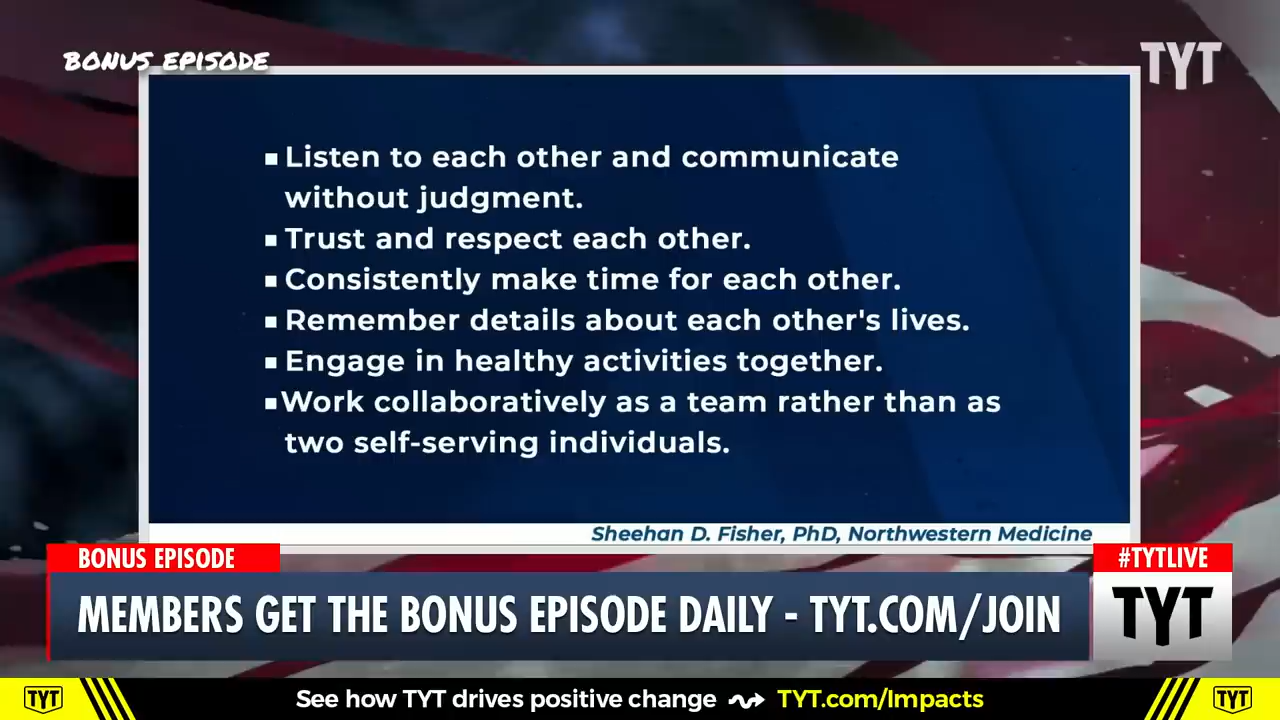 BONUS EPISODE
TYT
▪ Listen to each other and communicate
without judgment.
▪ Trust and respect each other.
▪ Consistently make time for each other.
▪ Remember details about each other's lives.
▪ Engage in healthy activities together.
▪ Work collaboratively as a team rather than as
two self-serving individuals.
Sheehan D. Fisher, PhD, Northwestern Medicine
BONUS EPISODE
#TYTLIVE
MEMBERS GET THE BONUS EPISODE DAILY - TYT.COM/JOIN
TYT
TYT
See how TYT drives positive change
TYT.com/Impacts
TYT